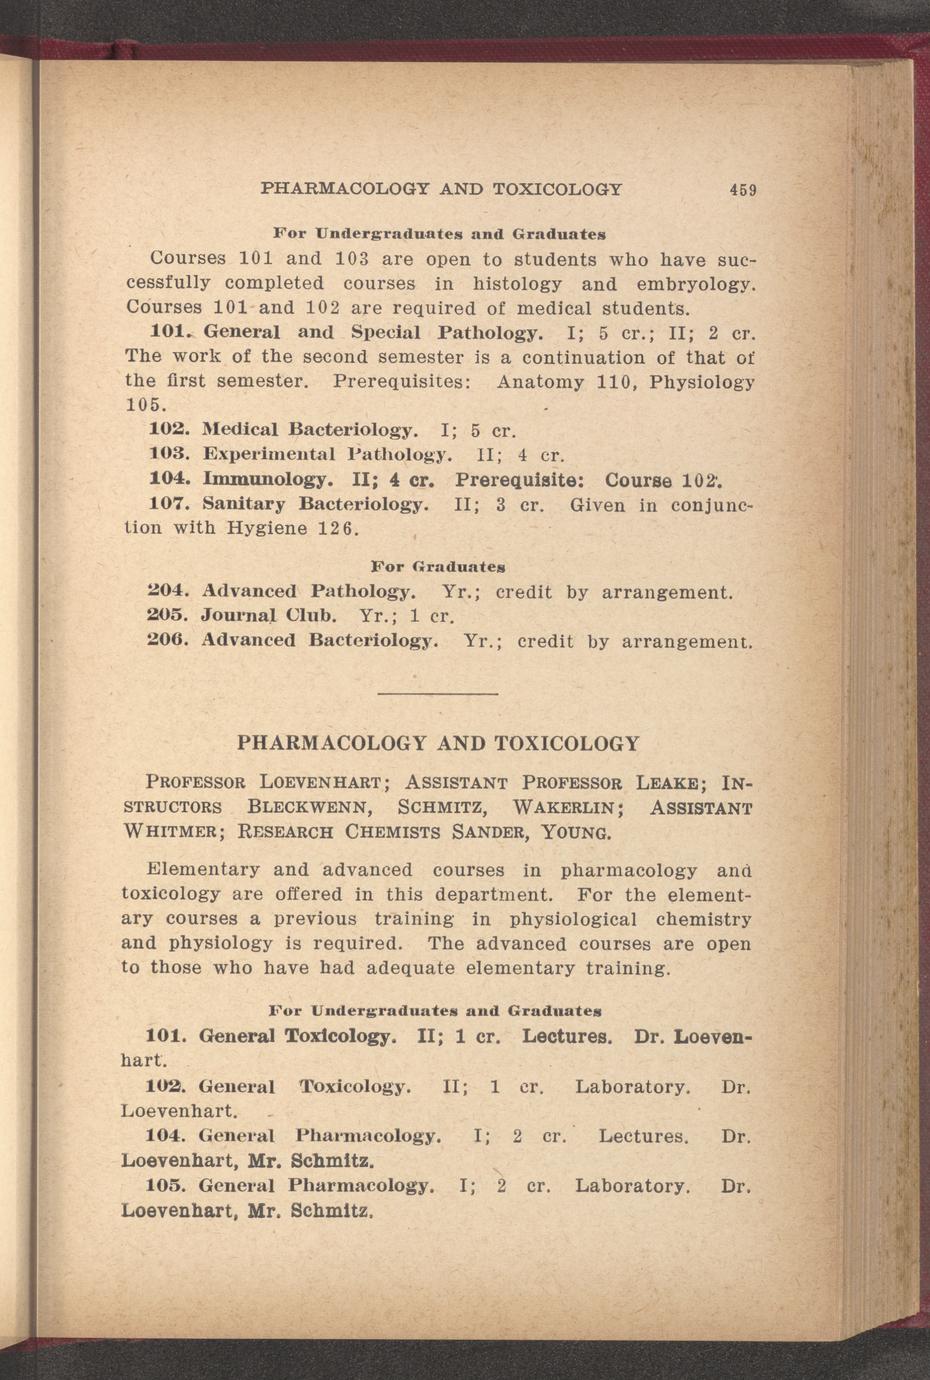 PHARMACOLOGY AND TOXICOLOGY 459
For Undergraduates and Graduates
Courses 101 and 103 are open to students who have suc-
cessfully completed courses in histology and embryology.
Courses 101 and 102 are required of medical students.
101. General and Special Pathology. I; 5 cr.; II; 2 cr.
The work of the second semester is a continuation of that of
the first semester. Prerequisites: Anatomy 110, Physiology
105.
102. Medical Bacteriology. I; 5 cr.
103. Experimental Pathology. II; 4 cr.
104. Immunology. II; 4 cr. Prerequisite: Course 102.
107. Sanitary Bacteriology. II; 3 cr. Given in conjunc-
tion with Hygiene 126.
For Graduates
204. Advanced Pathology. Yr.; credit by arrangement.
205. Journal Club. Yr.; 1 cr.
206. Advanced Bacteriology. Yr.; credit by arrangement.
PHARMACOLOGY AND TOXICOLOGY
PROFESSOR LOEVENHART; ASSISTANT PROFESSOR LEAKE; IN-
STRUCTORS BLECKWENN, SCHMITZ, WAKERLIN; ASSISTANT
WHITMER; RESEARCH CHEMISTS SANDER, YOUNG.
Elementary and advanced courses in pharmacology and
toxicology are offered in this department. For the element-
ary courses a previous training in physiological chemistry
and physiology is required. The advanced courses are open
to those who have had adequate elementary training.
For Undergraduates and Graduates
101. General Toxicology. II; 1 cr. Lectures. Dr. Loeven-
hart.
102. General Toxicology. II; 1 cr. Laboratory. Dr.
Loevenhart.
104. General Pharmacology. I; 2 cr. Lectures. Dr.
Loevenhart, Mr. Schmitz.
105. General Pharmacology. I; 2 cr. Laboratory. Dr.
Loevenhart, Mr. Schmitz.